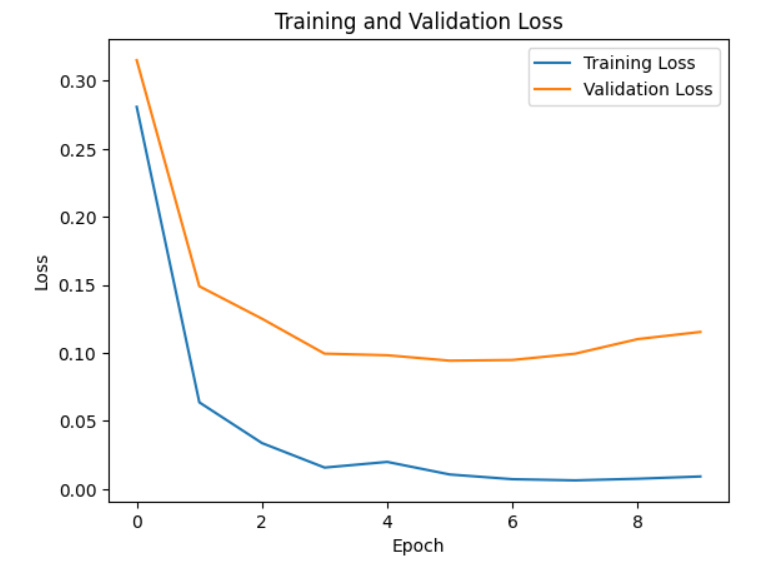 Training and Validation Loss
Training Loss
Validation Loss
0.30
0.25
0.20
0.15
0.10
0.05
0.00
Loss
0 2 4 6 8
Epoch